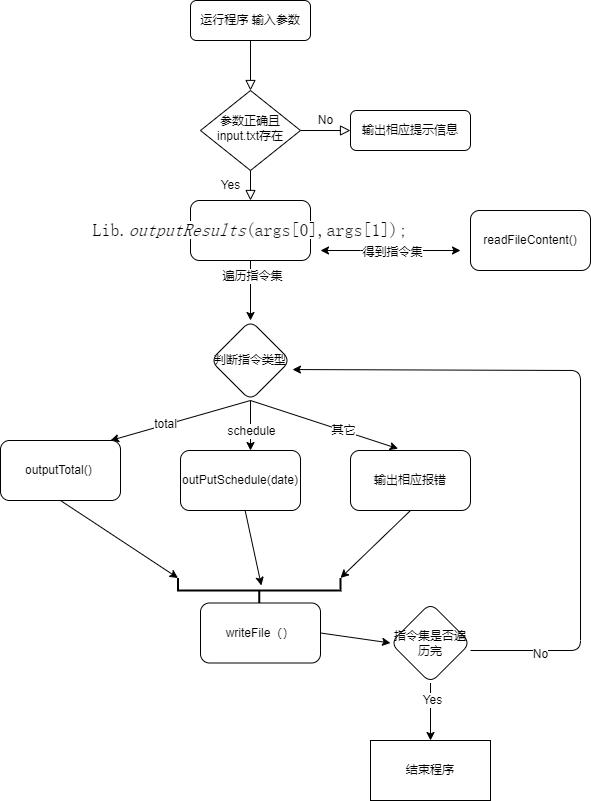 运行程序 输入参数
参数正确且
input.txt存在
No
输出相应提示信息
Yes
Lib.outputResults(args[0],args[1]);
得到指令集
readFileContent()
遍历指令集
判断指令类型
total
schedule
其它
outputTotal()
outPutSchedule(date)
输出相应报错
writeFile（）
指令集是否遍
历完
No
Yes
结束程序